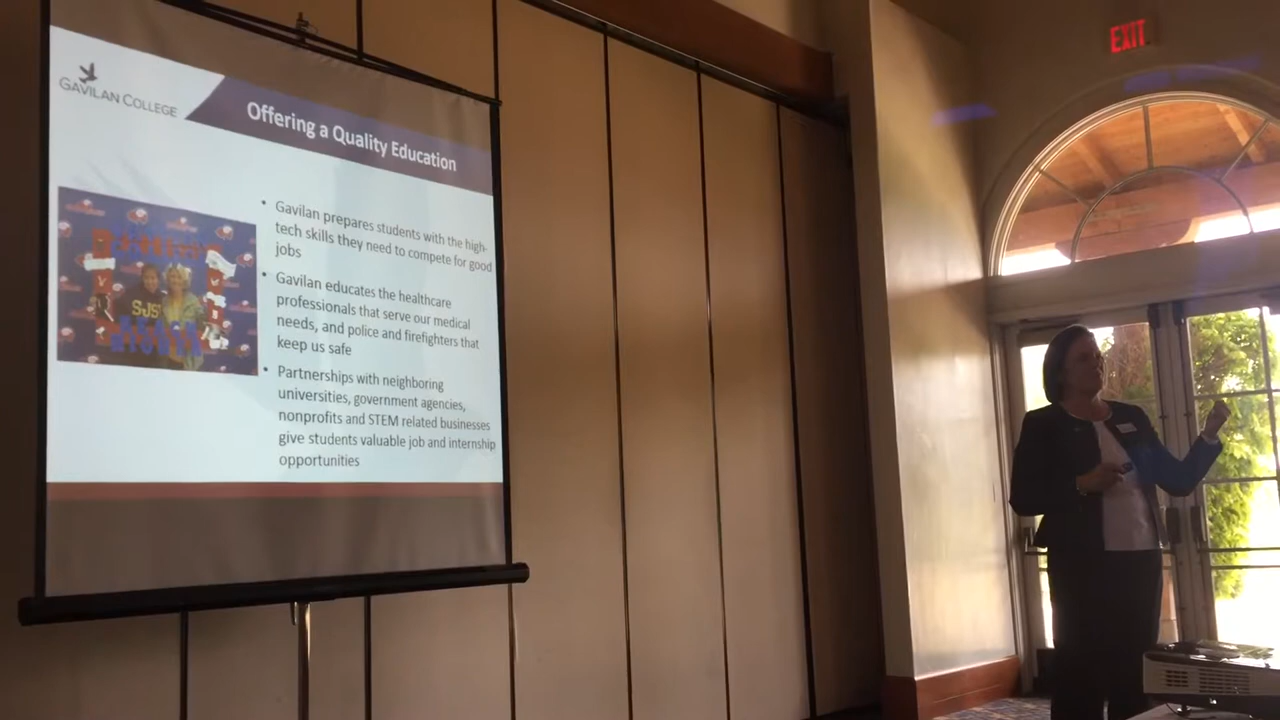 EXIT
GAVILAN COLLEGE
Offering a Quality Education
• Gavilan prepares students with the high-
tech skills they need to compete for good
jobs
• Gavilan educates the healthcare
professionals that serve our medical
needs, and police and firefighters that
keep us safe
• Partnerships with neighboring
universities, government agencies,
nonprofits and STEM related businesses
give students valuable job and internship
opportunities